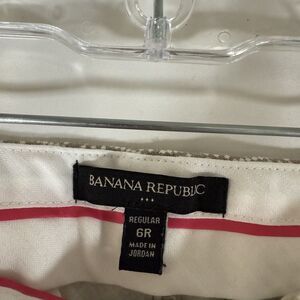 BANANA REPUBLIC
REGULAR
6R
MADE IN
JORDAN